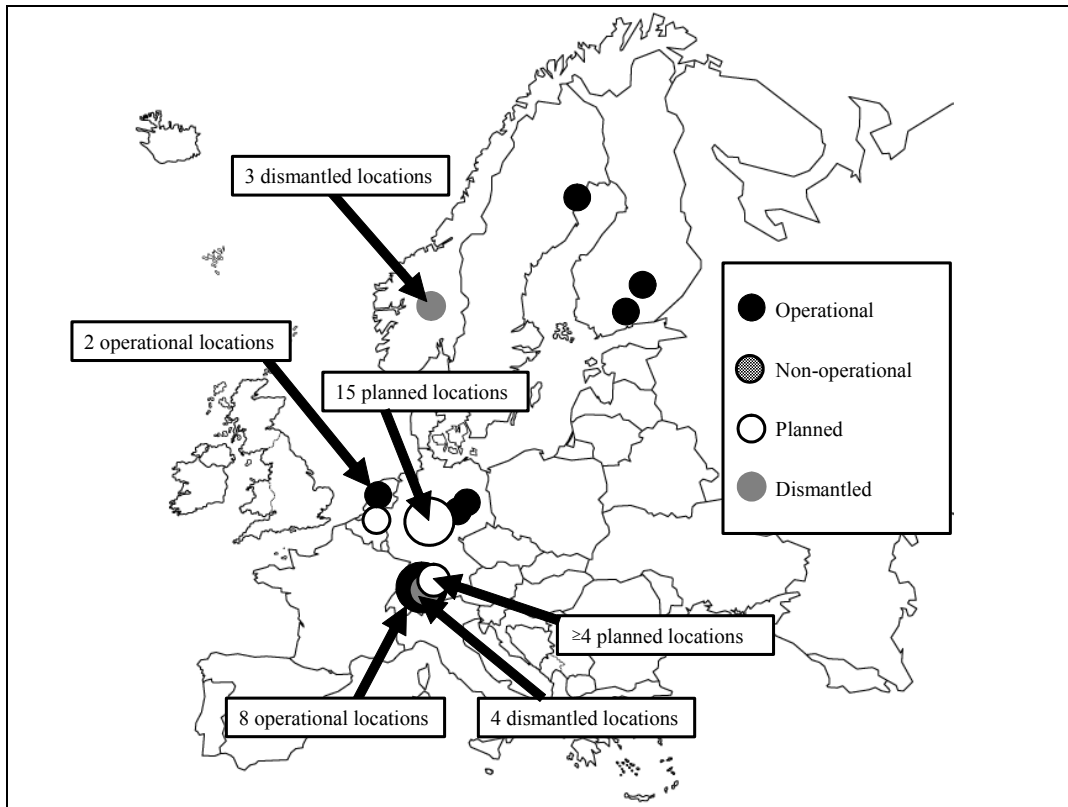 3 dismantled locations
2 operational locations
15 planned locations
Operational
Non-operational
Planned
Dismantled
≥4 planned locations
8 operational locations
4 dismantled locations